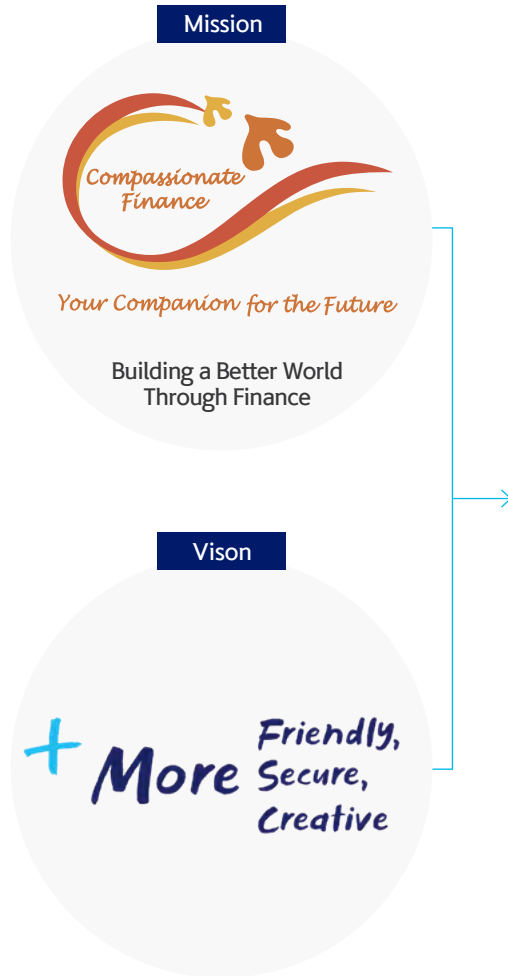 Mission
Compassionate
Finance
Your Companion for the Future
Building a Better World
Through Finance
Vison
+ More
Friendly,
Secure,
Creative